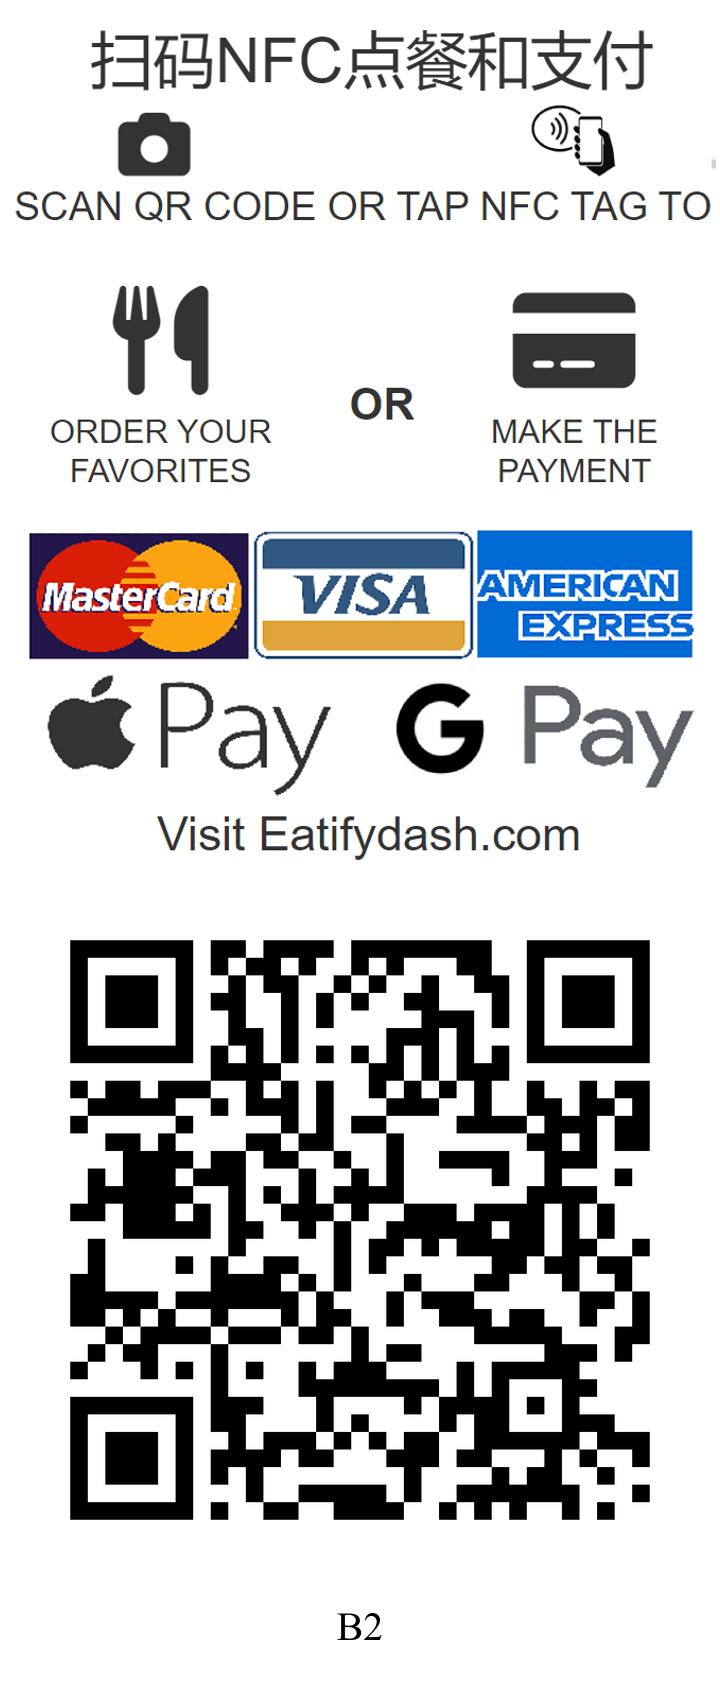 扫码NFC点餐和支付
SCAN QR CODE OR TAP NFC TAG TO
ORDER YOUR
FAVORITES
OR
MAKE THE
PAYMENT
MasterCard
VISA
AMERICAN
EXPRESS
Pay
G Pay
Visit Eatifydash.com
B2